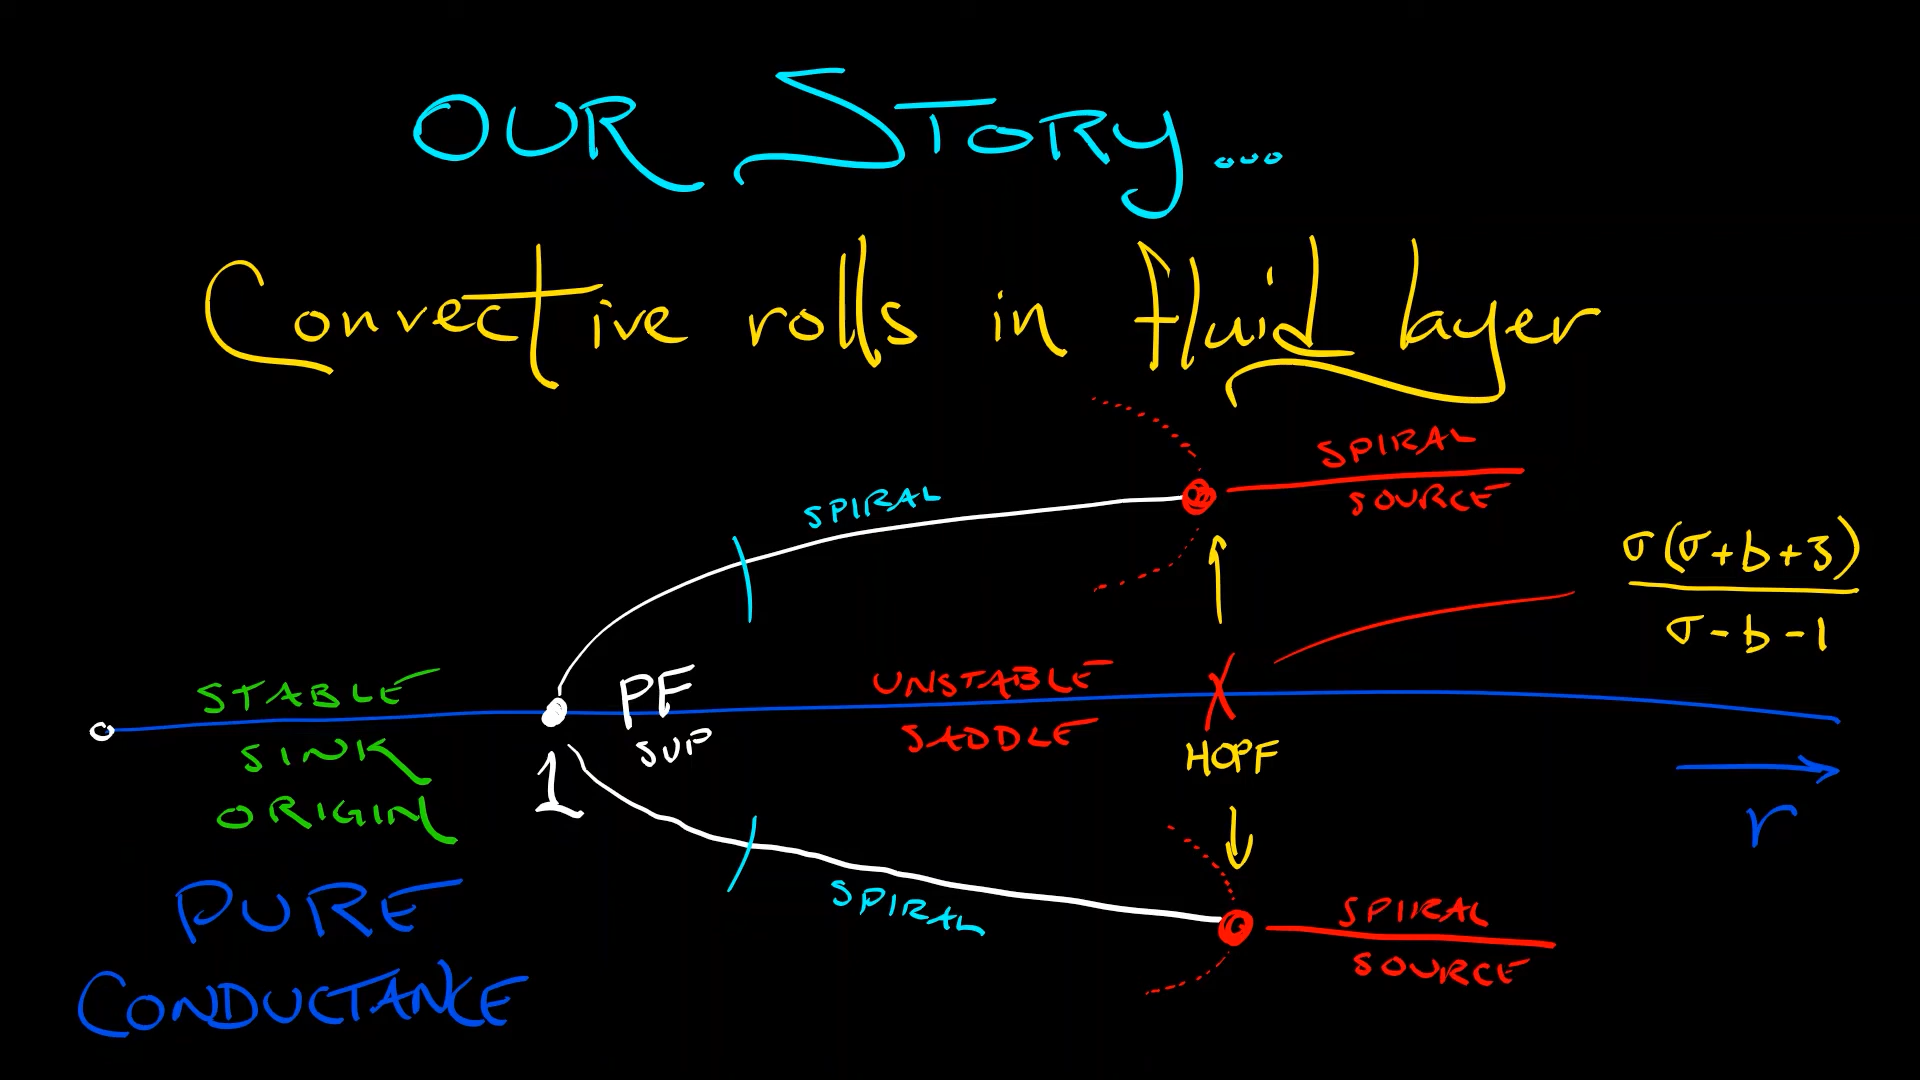 OUR STORY...
Convective rolls in fluid layer
SPIRAL
SPIRAL
SOURCE
σ(σ+b+3)
σ-b-1
STABLE
SINK
ORIGIN
PF
SUP
1
UNSTABLE
SADDLE
HOPF
r
PURE
CONDUCTANCE
SPIRAL
SPIRAL
SOURCE